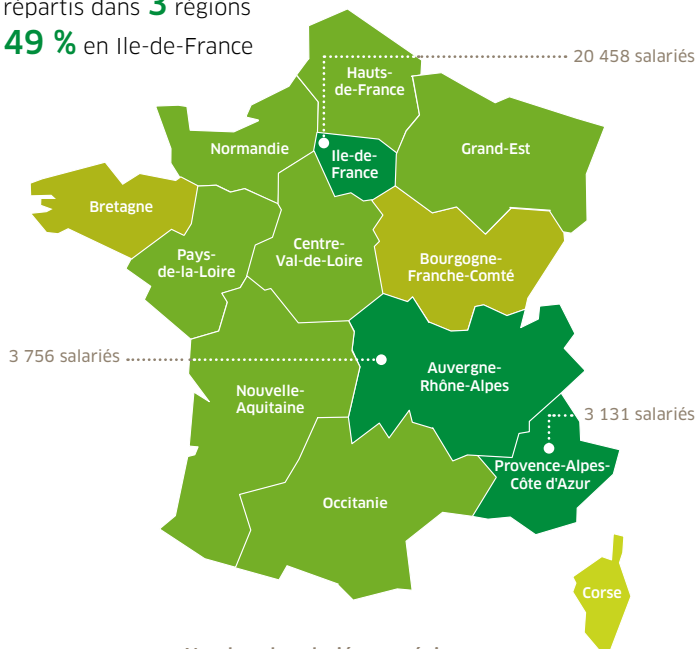 répartis dans 3 régions
49 % en Ile-de-France
20 458 salariés
Hauts-
de-France
Normandie
Ile-de-
France
Grand-Est
Bretagne
Pays-
de-la-Loire
Centre-
Val-de-Loire
Bourgogne-
Franche-Comté
3 756 salariés
Auvergne-
Rhône-Alpes
Nouvelle-
Aquitaine
3 131 salariés
Provence-Alpes-
Côte d'Azur
Occitanie
Corse